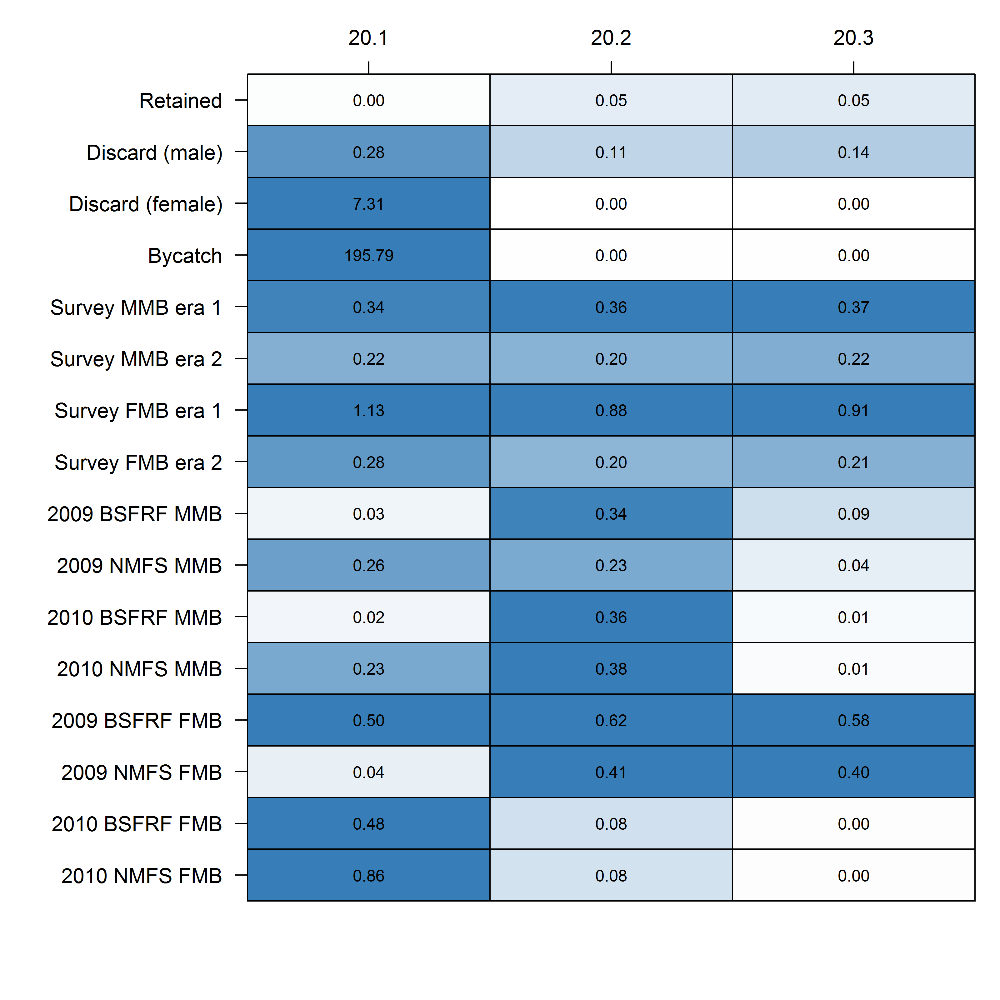 20.1 20.2 20.3
Retained 0.00 0.05 0.05
Discard (male) 0.28 0.11 0.14
Discard (female) 7.31 0.00 0.00
Bycatch 195.79 0.00 0.00
Survey MMB era 1 0.34 0.36 0.37
Survey MMB era 2 0.22 0.20 0.22
Survey FMB era 1 1.13 0.88 0.91
Survey FMB era 2 0.28 0.20 0.21
2009 BSFRF MMB 0.03 0.34 0.09
2009 NMFS MMB 0.26 0.23 0.04
2010 BSFRF MMB 0.02 0.36 0.01
2010 NMFS MMB 0.23 0.38 0.01
2009 BSFRF FMB 0.50 0.62 0.58
2009 NMFS FMB 0.04 0.41 0.40
2010 BSFRF FMB 0.48 0.08 0.00
2010 NMFS FMB 0.86 0.08 0.00